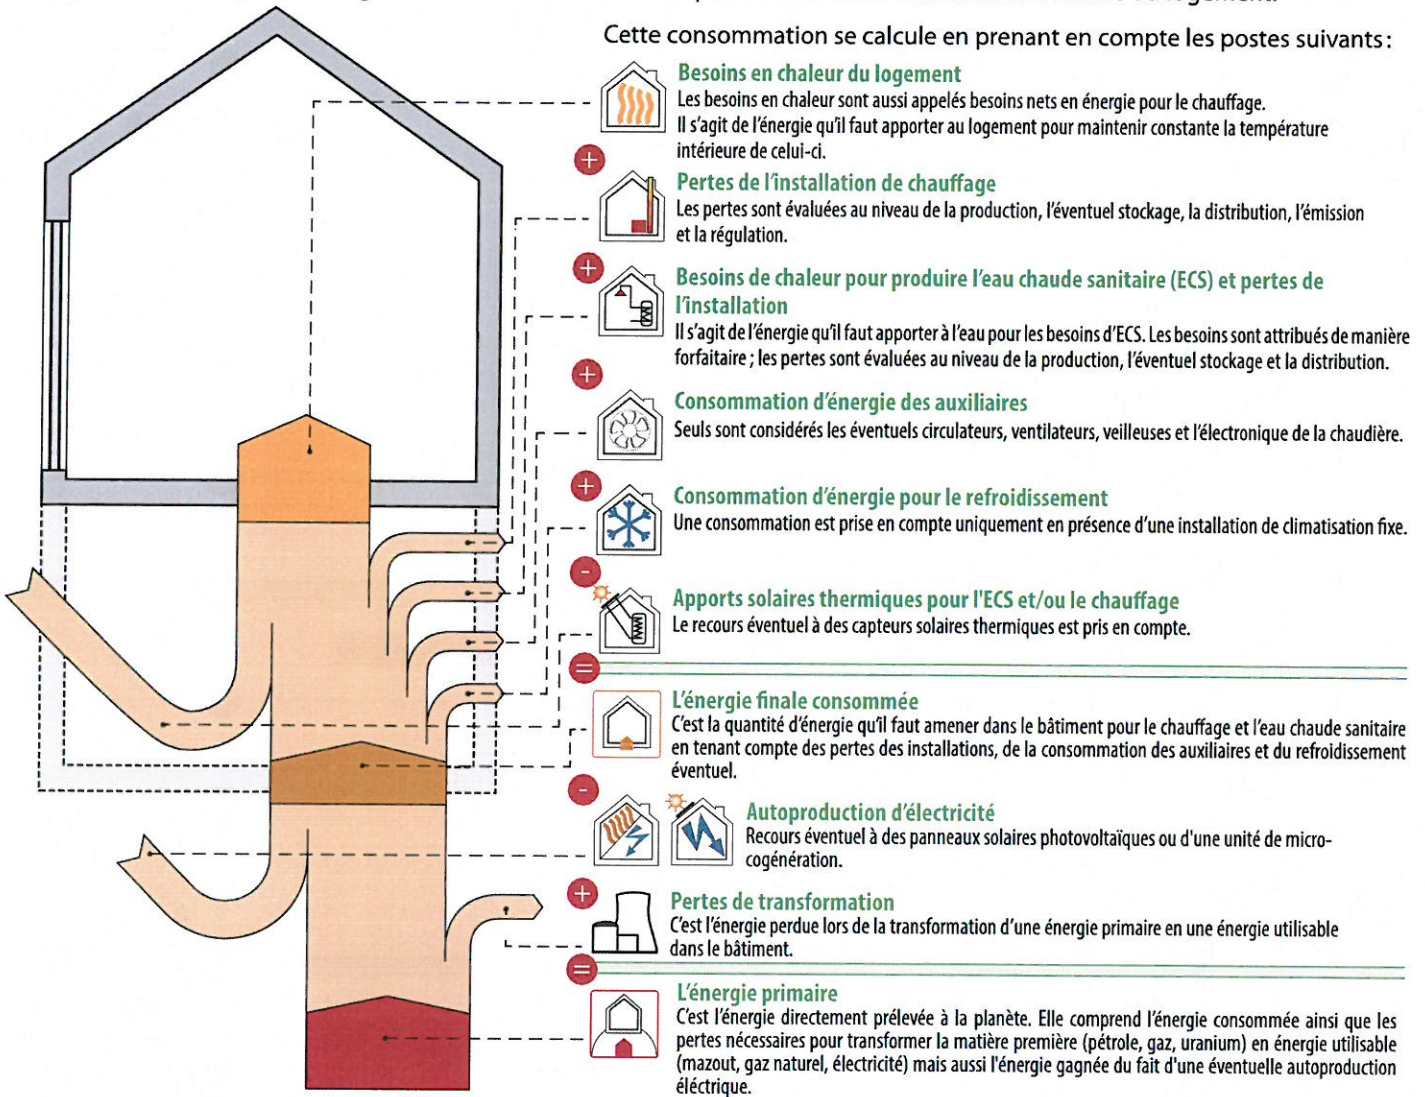 logement.
Cette consommation se calcule en prenant en compte les postes suivants :
Besoins en chaleur du logement
Les besoins en chaleur sont aussi appelés besoins nets en énergie pour le chauffage.
Il s'agit de l'énergie qu'il faut apporter au logement pour maintenir constante la température
intérieure de celui-ci.
+
Pertes de l'installation de chauffage
Les pertes sont évaluées au niveau de la production, l'éventuel stockage, la distribution, l'émission
et la régulation.
+
Besoins de chaleur pour produire l'eau chaude sanitaire (ECS) et pertes de
l'installation
Il s'agit de l'énergie qu'il faut apporter à l'eau pour les besoins d'ECS. Les besoins sont attribués de manière
forfaitaire ; les pertes sont évaluées au niveau de la production, l'éventuel stockage et la distribution.
+
Consommation d'énergie des auxiliaires
Seuls sont considérés les éventuels circulateurs, ventilateurs, veilleuses et l'électronique de la chaudière.
+
Consommation d'énergie pour le refroidissement
Une consommation est prise en compte uniquement en présence d'une installation de climatisation fixe.
-
Apports solaires thermiques pour l'ECS et/ou le chauffage
Le recours éventuel à des capteurs solaires thermiques est pris en compte.
=
L'énergie finale consommée
C'est la quantité d'énergie qu'il faut amener dans le bâtiment pour le chauffage et l'eau chaude sanitaire
en tenant compte des pertes des installations, de la consommation des auxiliaires et du refroidissement
éventuel.
-
Autoproduction d'électricité
Recours éventuel à des panneaux solaires photovoltaïques ou d'une unité de micro-
cogénération.
+
Pertes de transformation
C'est l'énergie perdue lors de la transformation d'une énergie primaire en une énergie utilisable
dans le bâtiment.
=
L'énergie primaire
C'est l'énergie directement prélevée à la planète. Elle comprend l'énergie consommée ainsi que les
pertes nécessaires pour transformer la matière première (pétrole, gaz, uranium) en énergie utilisable
(mazout, gaz naturel, électricité) mais aussi l'énergie gagnée du fait d'une éventuelle autoproduction
éléctrique.